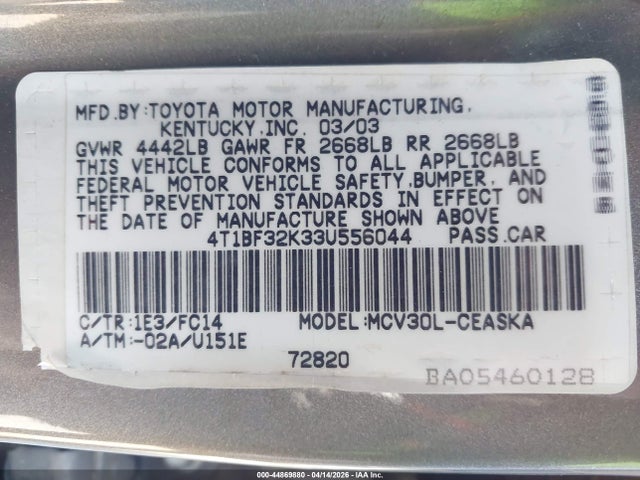 MFD.BY:TOYOTA MOTOR MANUFACTURING,
KENTUCKY,INC. 03/03
GVWR 4442LB GAWR FR 2668LB RR 2668LB
THIS VEHICLE CONFORMS TO ALL APPLICABLE
FEDERAL MOTOR VEHICLE SAFETY,BUMPER, AND
THEFT PREVENTION STANDARDS IN EFFECT ON
THE DATE OF MANUFACTURE SHOWN ABOVE
4T1BF32K33U556044 PASS.CAR
C/TR:1E3/FC14 MODEL:MCV30L-CEASKA
A/TM:-02A/U151E
72820
BA05460128
000-44869880 - 04/14/2026 - IAA Inc.